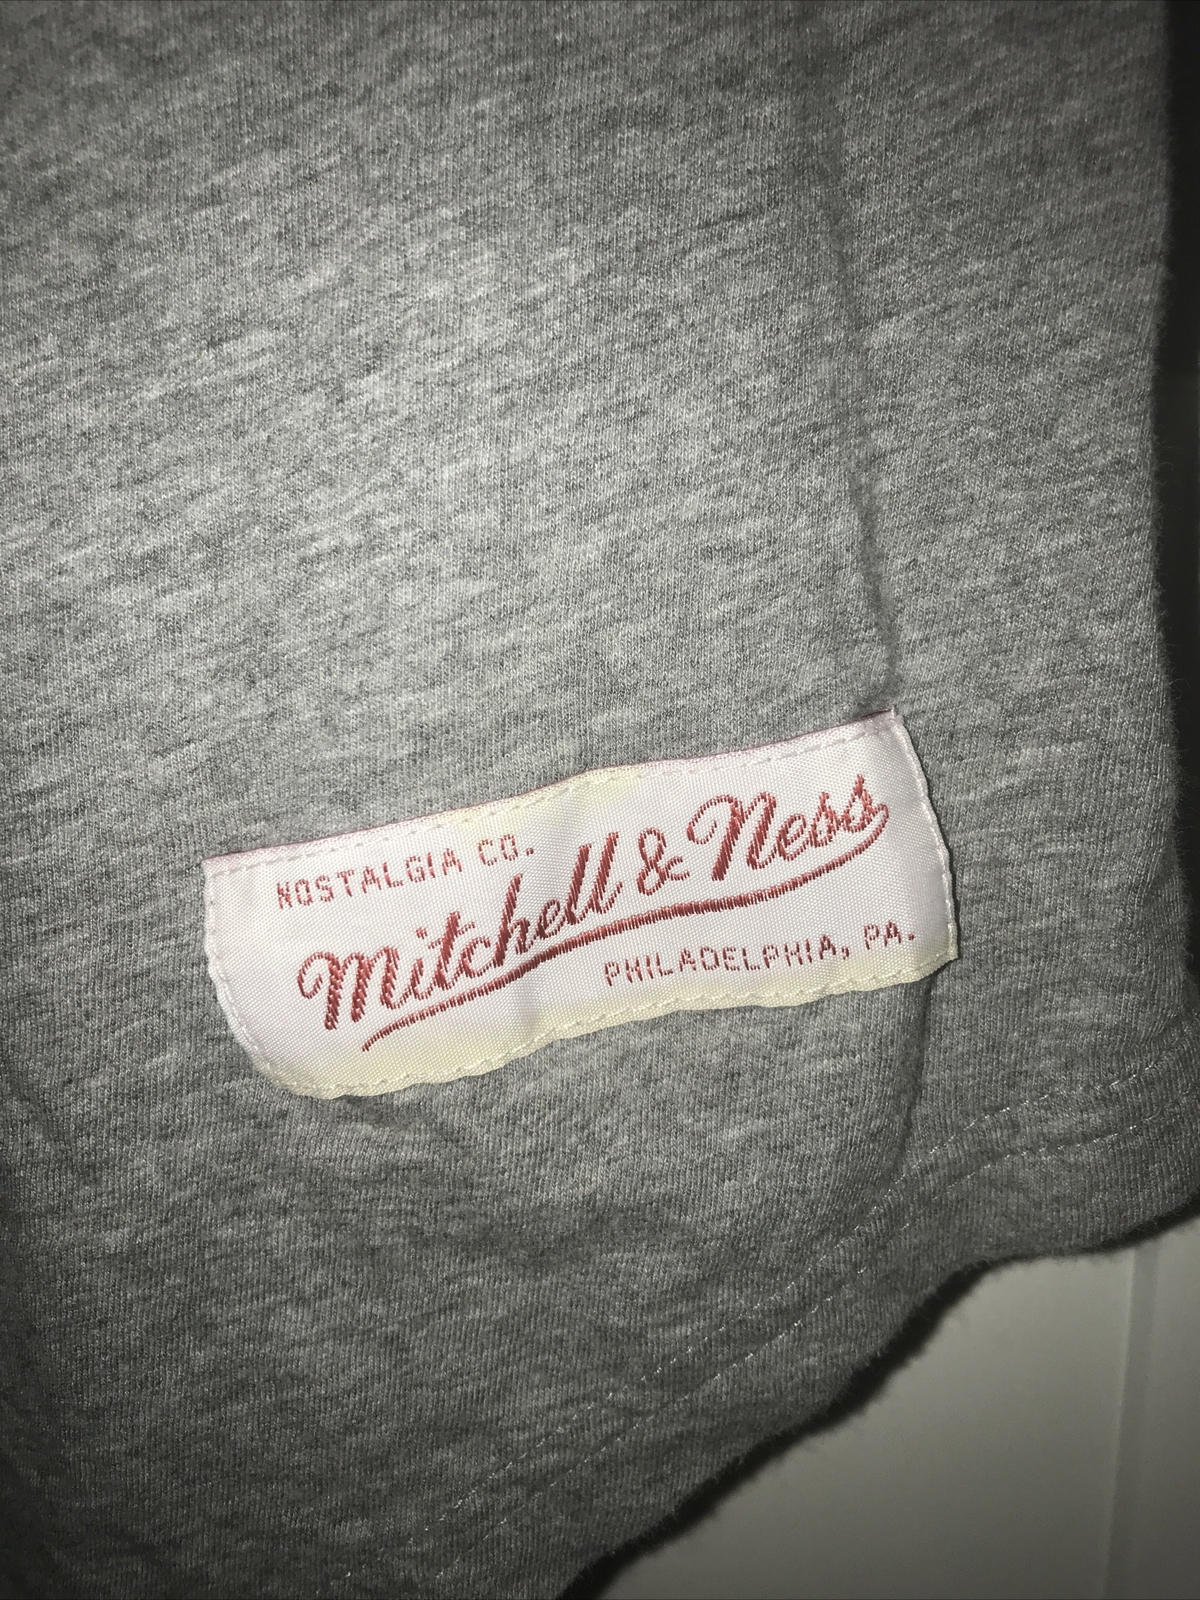 NOSTALGIA CO.
Mitchell & Ness
PHILADELPHIA, PA.